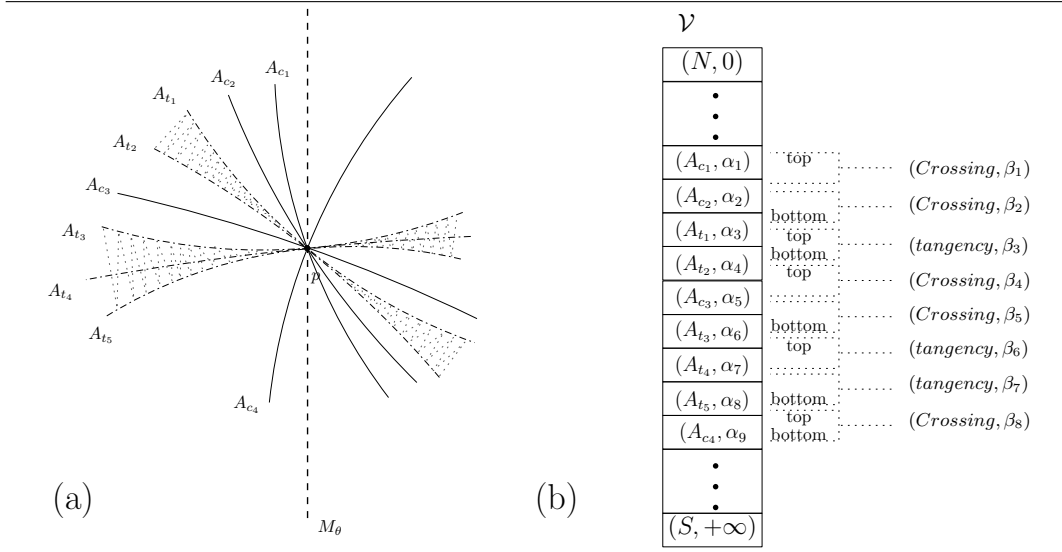 A_{c_1}
A_{c_2}
A_{t_1}
A_{t_2}
A_{c_3}
A_{t_3}
A_{t_4}
A_{t_5}
A_{c_4}
p
(a)
M_θ
𝒱
(N, 0)
(A_{c_1}, α_1)
(A_{c_2}, α_2)
(A_{t_1}, α_3)
(A_{t_2}, α_4)
(A_{c_3}, α_5)
(A_{t_3}, α_6)
(A_{t_4}, α_7)
(A_{t_5}, α_8)
(A_{c_4}, α_9
(S, +∞)
top
bottom
top
bottom
top
bottom
top
bottom
top
bottom
(Crossing, β_1)
(Crossing, β_2)
(tangency, β_3)
(Crossing, β_4)
(Crossing, β_5)
(tangency, β_6)
(tangency, β_7)
(Crossing, β_8)
(b)